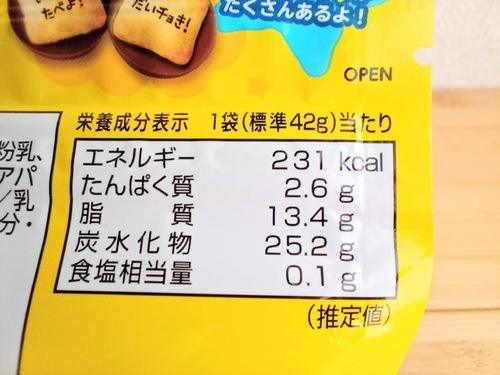 たべよ!
だいチョき!
たくさんあるよ!
OPEN
栄養成分表示 1袋(標準42g)当たり
エネルギー 231 kcal
たんぱく質 2.6 g
脂質 13.4 g
炭水化物 25.2 g
食塩相当量 0.1 g
(推定値)
粉乳、
アパ
/乳
分・